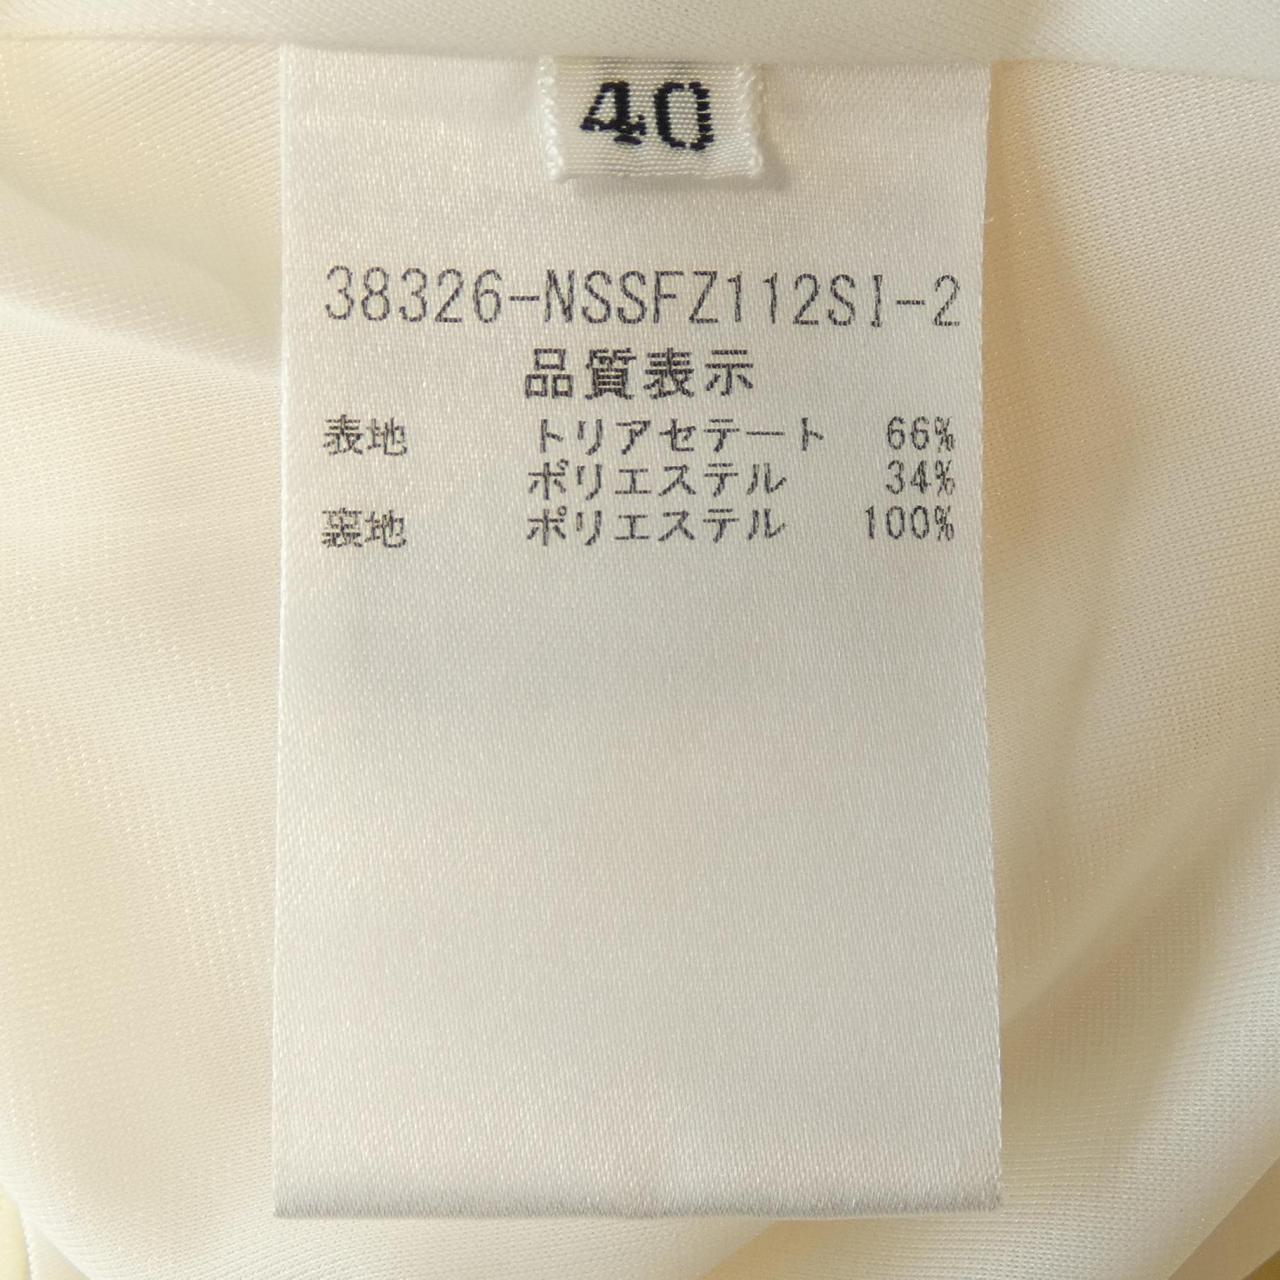 40
38326-NSSFZ112SI-2
品質表示
表地 トリアセテート 66%
ポリエステル 34%
裏地 ポリエステル 100%